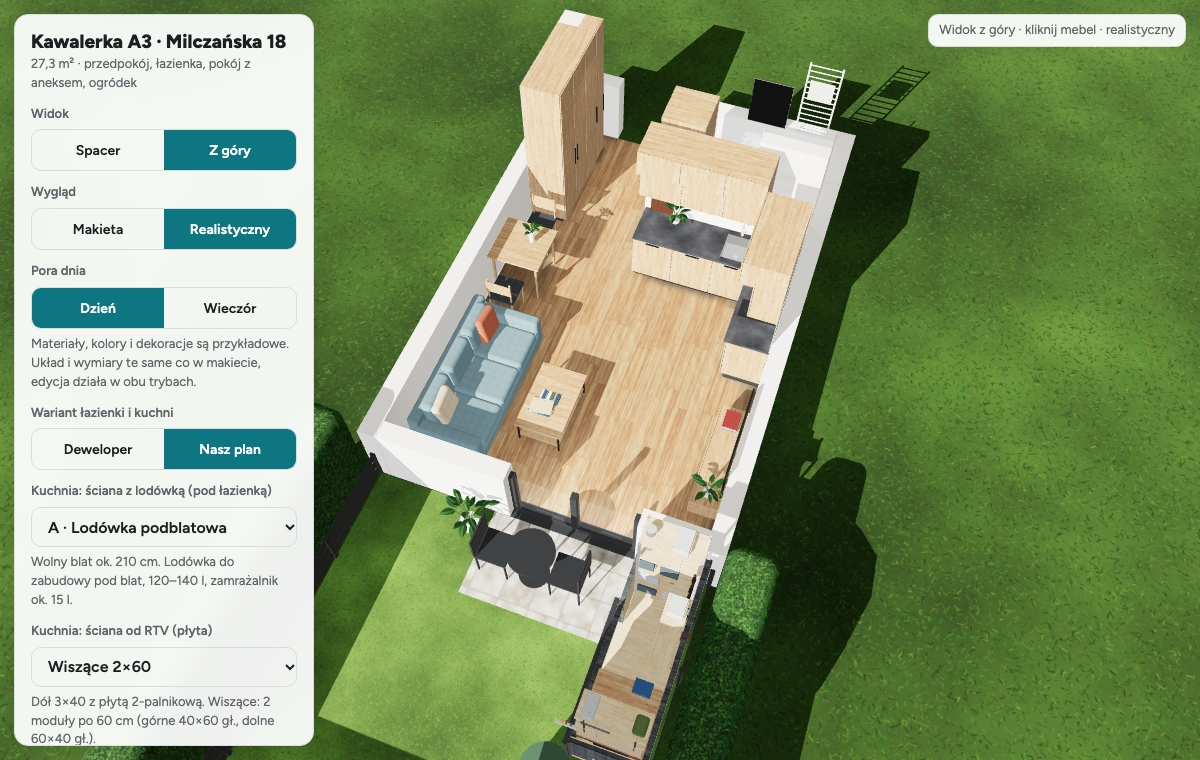 Kawalerka A3 · Milczańska 18
27,3 m² · przedpokój, łazienka, pokój z
aneksem, ogródek
Widok
Spacer
Z góry
Wygląd
Makieta
Realistyczny
Pora dnia
Dzień
Wieczór
Materiały, kolory i dekoracje są przykładowe.
Układ i wymiary te same co w makiecie,
edycja działa w obu trybach.
Wariant łazienki i kuchni
Deweloper
Nasz plan
Kuchnia: ściana z lodówką (pod łazienką)
A · Lodówka podblatowa
Wolny blat ok. 210 cm. Lodówka do
zabudowy pod blat, 120–140 l, zamrażalnik
ok. 15 l.
Kuchnia: ściana od RTV (płyta)
Wiszące 2×60
Dół 3×40 z płytą 2-palnikową. Wiszące: 2
moduły po 60 cm (górne 40×60 gł., dolne
60×40 gł.).
Widok z góry · kliknij mebel · realistyczny